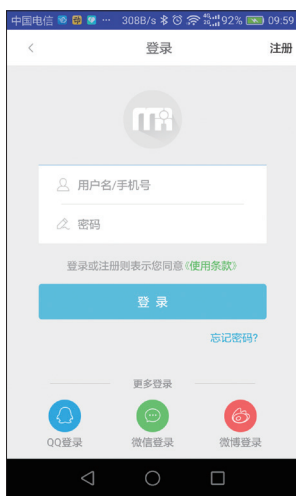 中国电信 ··· 308B/s 4G 2G 92% 09:59
登录 注册
用户名/手机号
密码
登录或注册则表示您同意《使用条款》
登 录
忘记密码?
更多登录
QQ登录 微信登录 微博登录